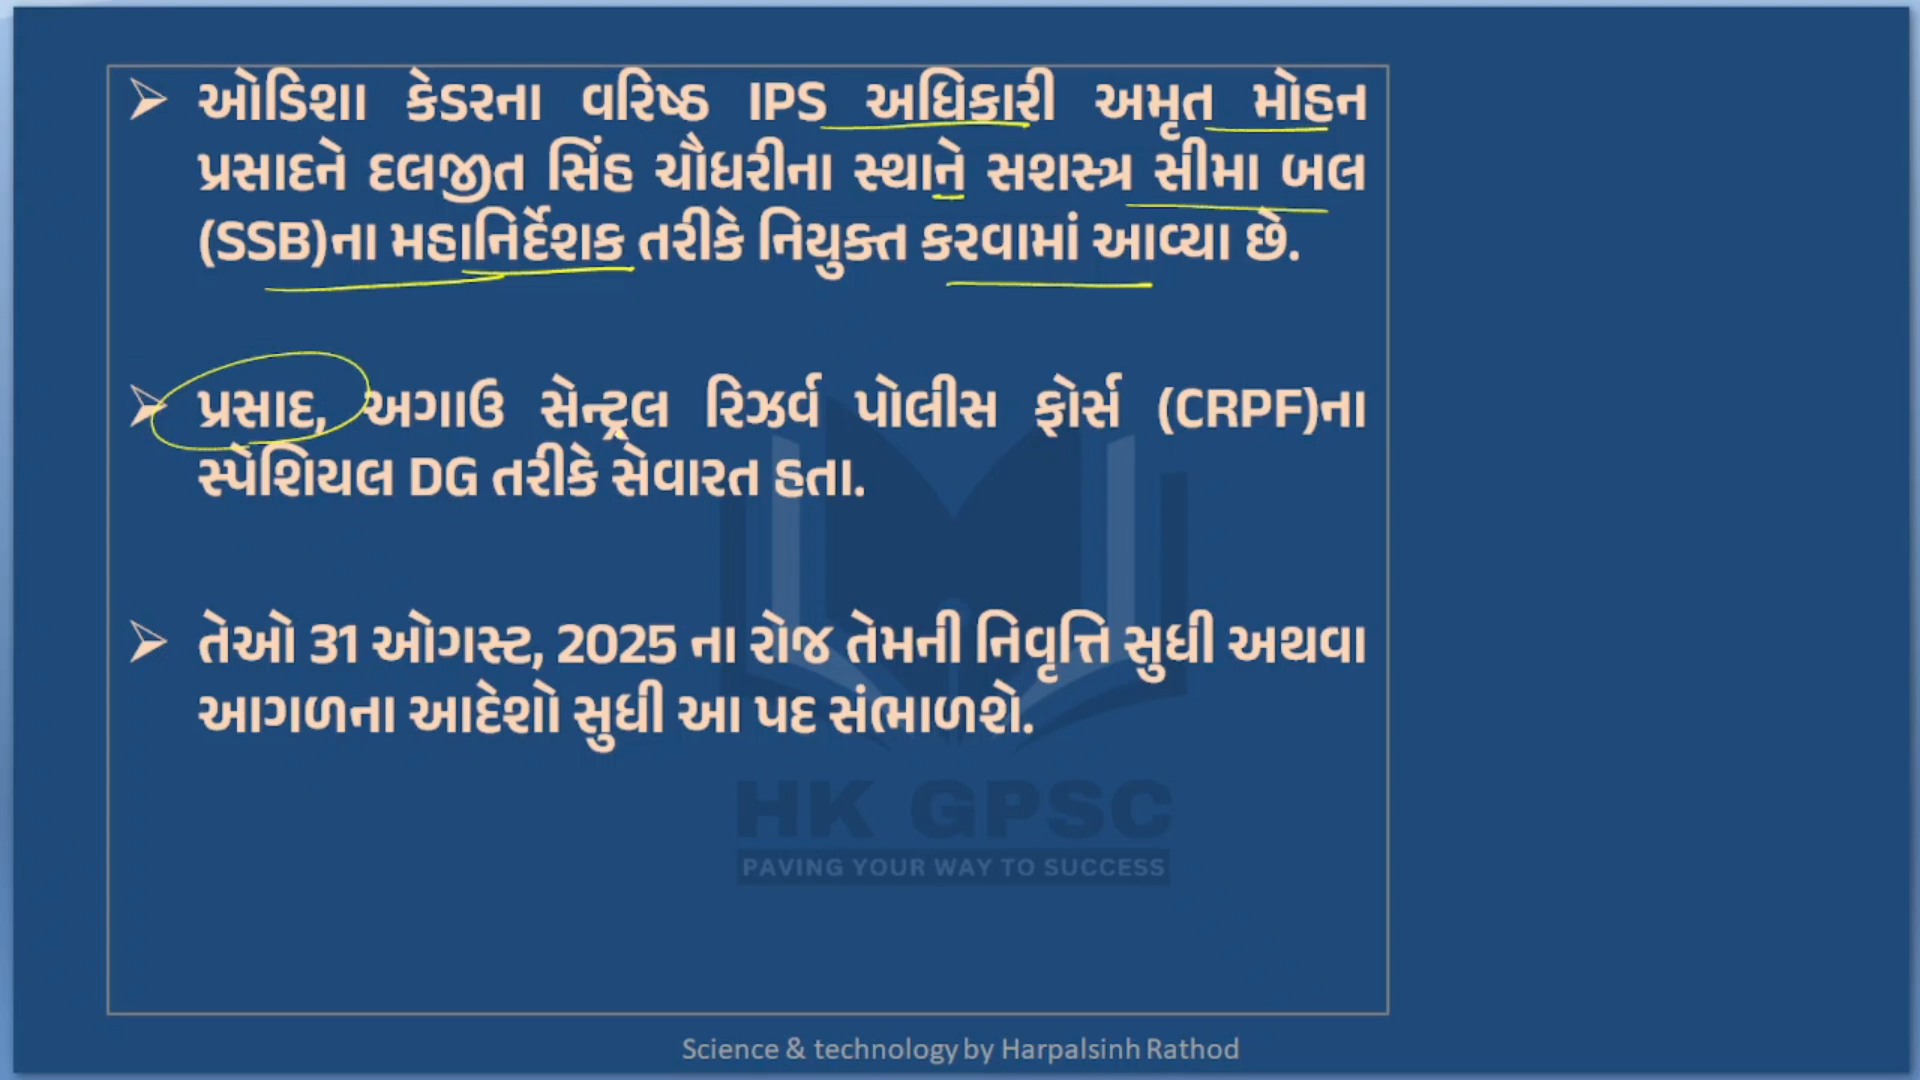 ➢ ઓડિશા કેડરના વરિષ્ઠ IPS અધિકારી અમૃત મોહન
પ્રસાદને દલજીત સિંહ ચૌધરીના સ્થાને સશસ્ત્ર સીમા બલ
(SSB)ના મહાનિર્દેશક તરીકે નિયુક્ત કરવામાં આવ્યા છે.
➢ પ્રસાદ, અગાઉ સેન્ટ્રલ રિઝર્વ પોલીસ ફોર્સ (CRPF)ના
સ્પેશિયલ DG તરીકે સેવારત હતા.
➢ તેઓ 31 ઓગસ્ટ, 2025 ના રોજ તેમની નિવૃત્તિ સુધી અથવા
આગળના આદેશો સુધી આ પદ સંભાળશે.
HK GPSC
PAVING YOUR WAY TO SUCCESS
Science & technology by Harpalsinh Rathod